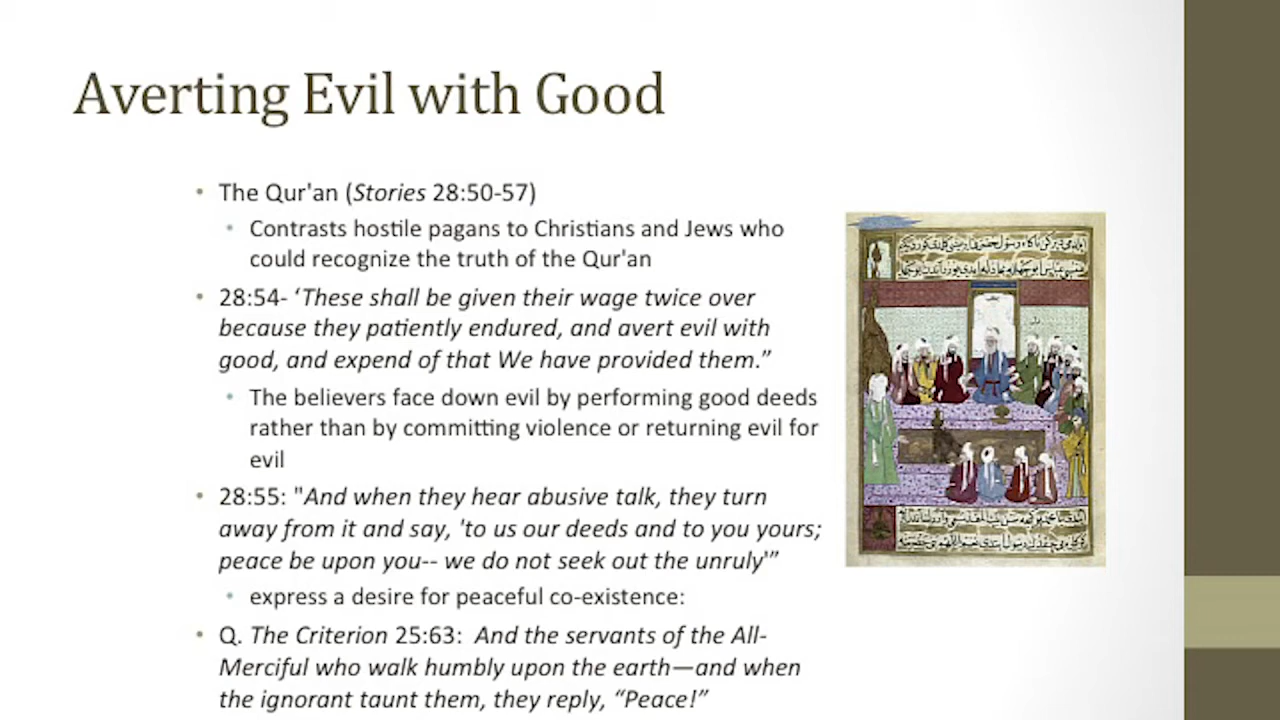 Averting Evil with Good
• The Qur'an (Stories 28:50-57)
• Contrasts hostile pagans to Christians and Jews who
could recognize the truth of the Qur'an
• 28:54- ‘These shall be given their wage twice over
because they patiently endured, and avert evil with
good, and expend of that We have provided them.”
• The believers face down evil by performing good deeds
rather than by committing violence or returning evil for
evil
• 28:55: "And when they hear abusive talk, they turn
away from it and say, 'to us our deeds and to you yours;
peace be upon you-- we do not seek out the unruly'”
• express a desire for peaceful co-existence:
• Q. The Criterion 25:63:  And the servants of the All-
Merciful who walk humbly upon the earth—and when
the ignorant taunt them, they reply, “Peace!”